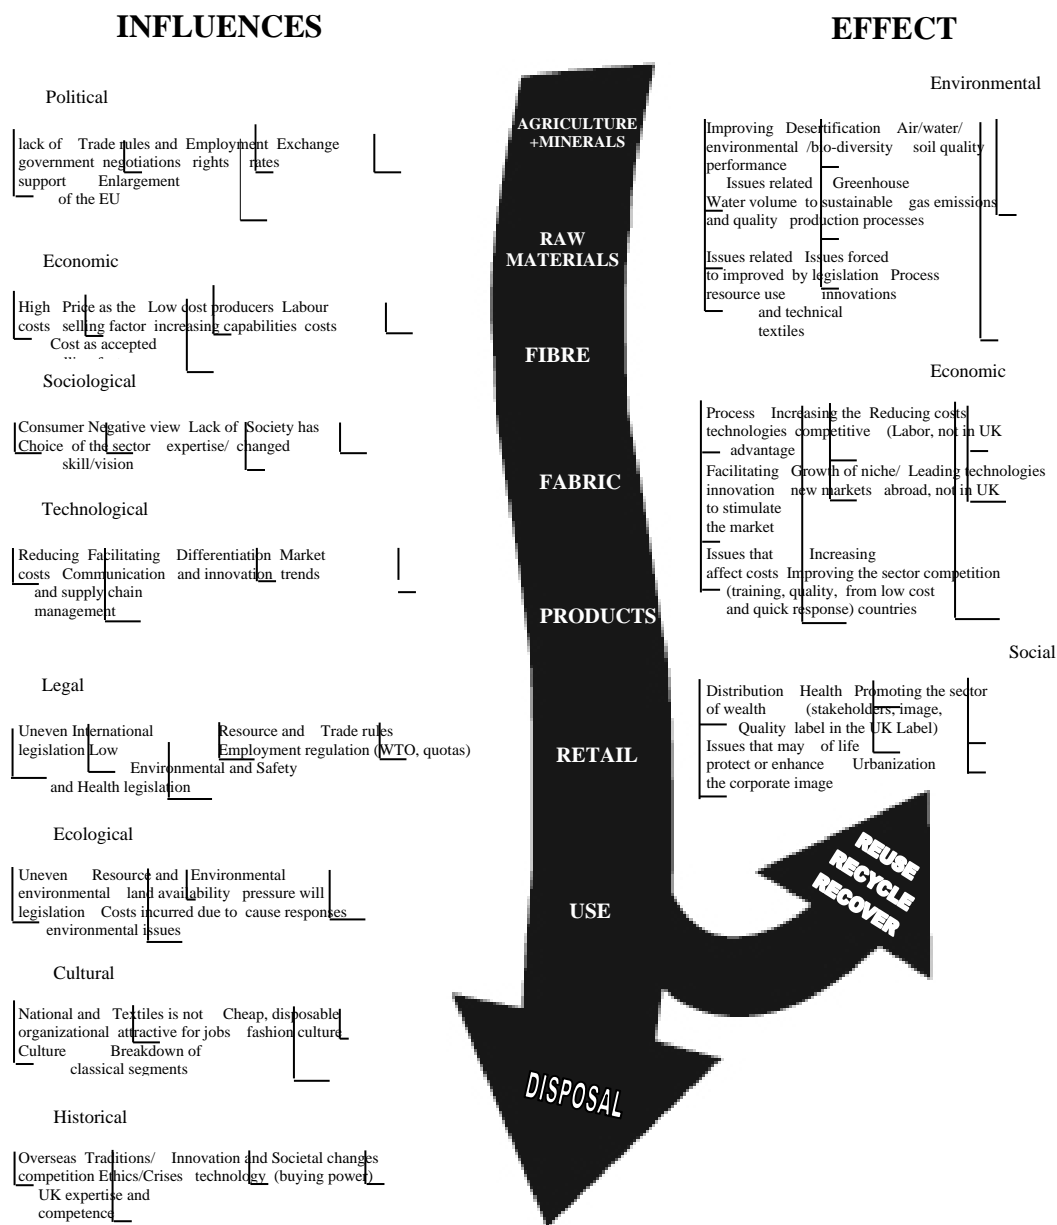 INFLUENCES
Political
lack of Trade rules and Employment Exchange
government negotiations rights rates
support Enlargement
of the EU
Economic
High Price as the Low cost producers Labour
costs selling factor increasing capabilities costs
Cost as accepted
Sociological
Consumer Negative view Lack of Society has
Choice of the sector expertise/ changed
skill/vision
Technological
Reducing Facilitating Differentiation Market
costs Communication and innovation trends
and supply chain
management
Legal
Uneven International Resource and Trade rules
legislation Low Employment regulation (WTO, quotas)
Environmental and Safety
and Health legislation
Ecological
Uneven Resource and Environmental
environmental land availability pressure will
legislation Costs incurred due to cause responses
environmental issues
Cultural
National and Textiles is not Cheap, disposable
organizational attractive for jobs fashion culture
Culture Breakdown of
classical segments
Historical
Overseas Traditions/ Innovation and Societal changes
competition Ethics/Crises technology (buying power)
UK expertise and
competence
AGRICULTURE
+MINERALS
RAW
MATERIALS
FIBRE
FABRIC
PRODUCTS
RETAIL
USE
DISPOSAL
REUSE
RECYCLE
RECOVER
EFFECT
Environmental
Improving Desertification Air/water/
environmental /bio-diversity soil quality
performance
Issues related Greenhouse
Water volume to sustainable gas emissions
and quality production processes
Issues related Issues forced
to improved by legislation Process
resource use innovations
and technical
textiles
Economic
Process Increasing the Reducing costs
technologies competitive (Labor, not in UK
advantage
Facilitating Growth of niche/ Leading technologies
innovation new markets abroad, not in UK
to stimulate
the market
Issues that Increasing
affect costs Improving the sector competition
(training, quality, from low cost
and quick response) countries
Social
Distribution Health Promoting the sector
of wealth (stakeholders, image,
Quality label in the UK Label)
Issues that may of life
protect or enhance Urbanization
the corporate image